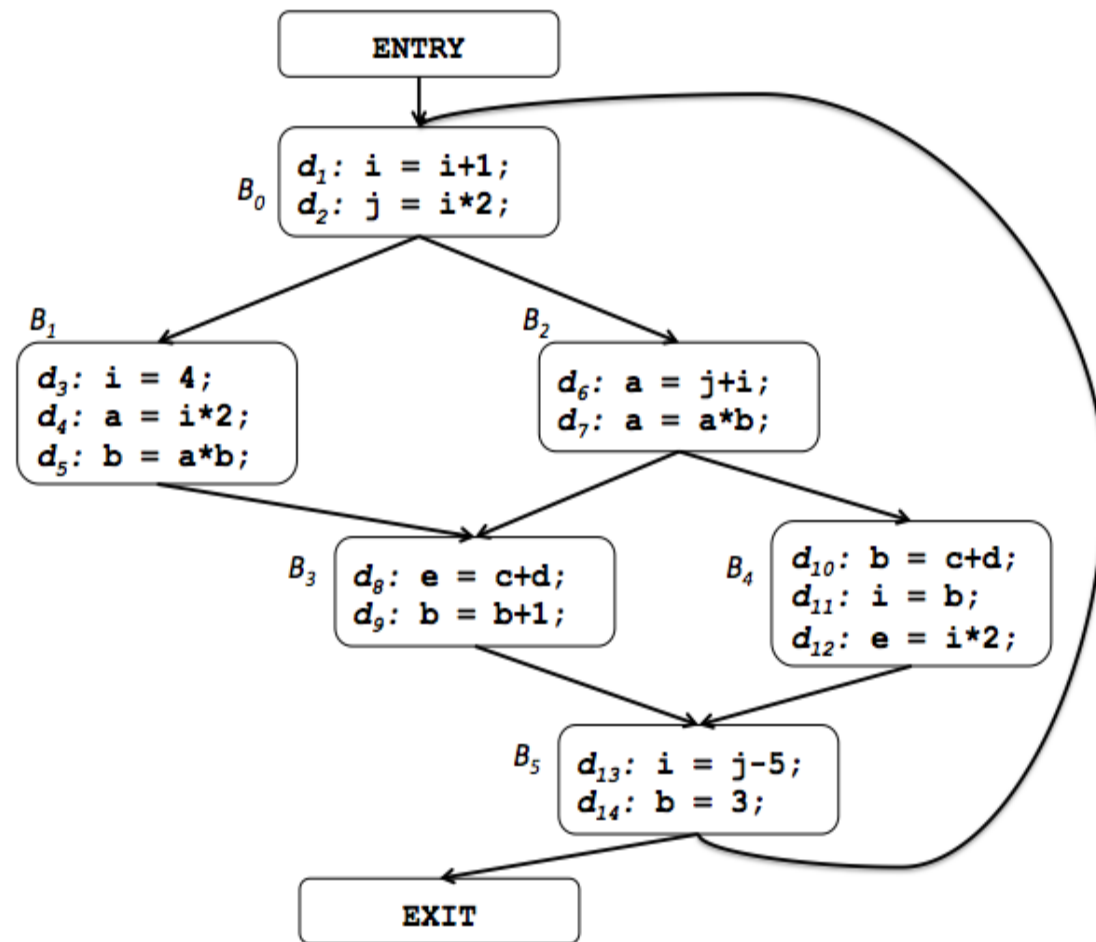 ENTRY
B₀
d₁: i = i+1;
d₂: j = i*2;
B₁
d₃: i = 4;
d₄: a = i*2;
d₅: b = a*b;
B₂
d₆: a = j+i;
d₇: a = a*b;
B₃
d₈: e = c+d;
d₉: b = b+1;
B₄
d₁₀: b = c+d;
d₁₁: i = b;
d₁₂: e = i*2;
B₅
d₁₃: i = j-5;
d₁₄: b = 3;
EXIT